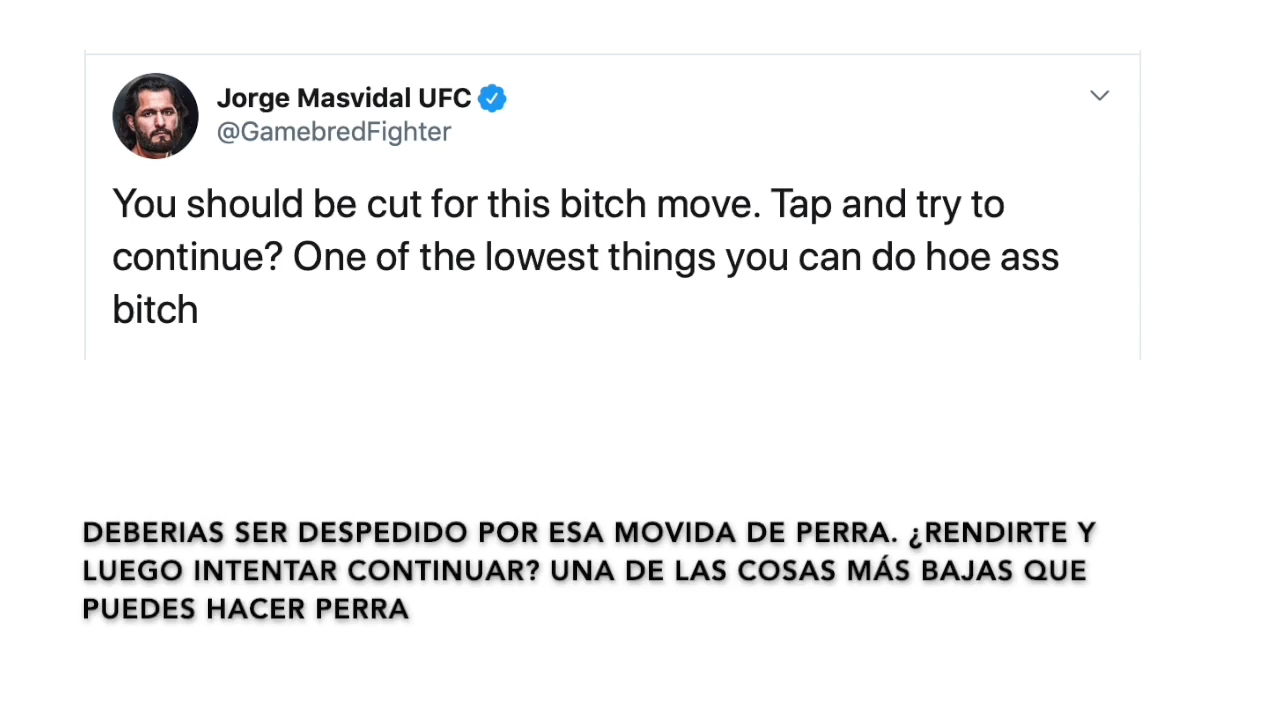 Jorge Masvidal UFC
@GamebredFighter
You should be cut for this bitch move. Tap and try to
continue? One of the lowest things you can do hoe ass
bitch
DEBERIAS SER DESPEDIDO POR ESA MOVIDA DE PERRA. ¿RENDIRTE Y
LUEGO INTENTAR CONTINUAR? UNA DE LAS COSAS MÁS BAJAS QUE
PUEDES HACER PERRA